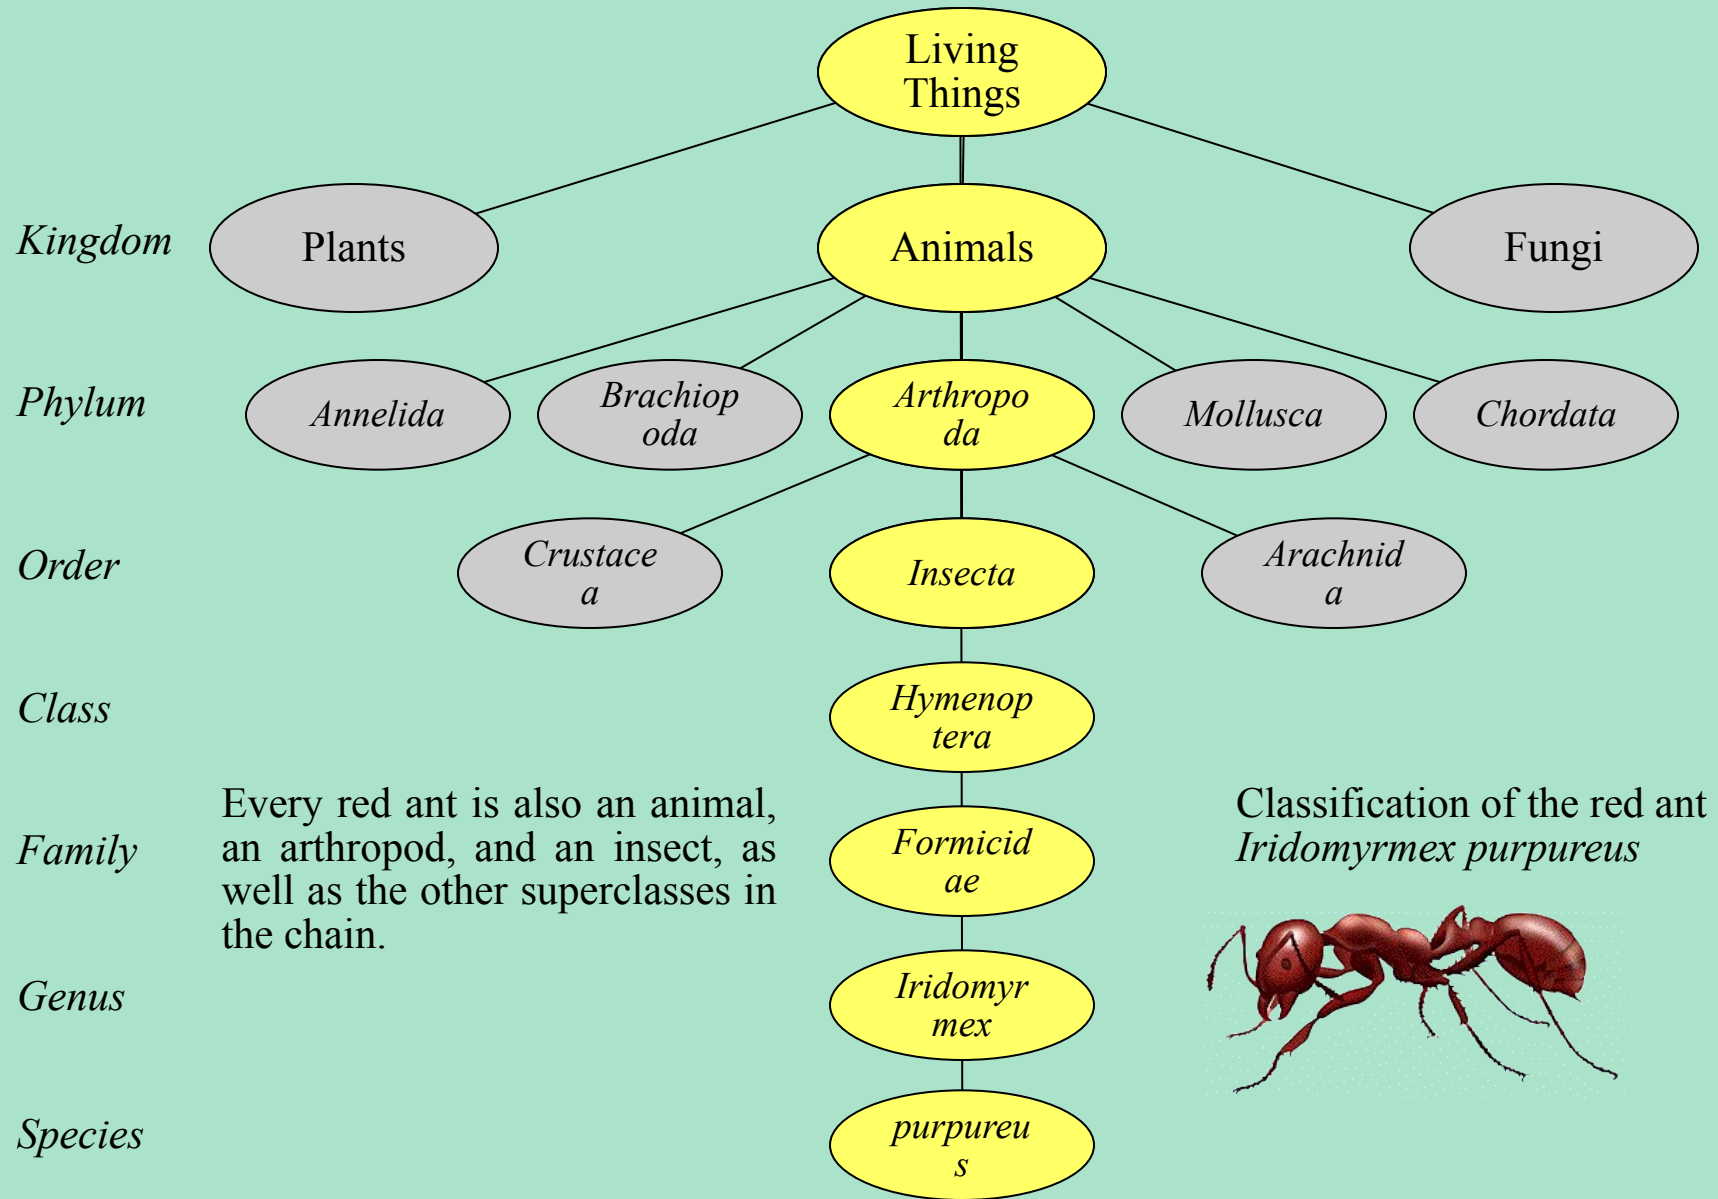 Living
Things
Kingdom
Plants
Animals
Fungi
Phylum
Annelida
Brachiop
oda
Arthropo
da
Mollusca
Chordata
Order
Crustace
a
Insecta
Arachnid
a
Class
Hymenop
tera
Every red ant is also an animal,
an arthropod, and an insect, as
well as the other superclasses in
the chain.
Family
Formicid
ae
Classification of the red ant
Iridomyrmex purpureus
Genus
Iridomyr
mex
Species
purpureu
s